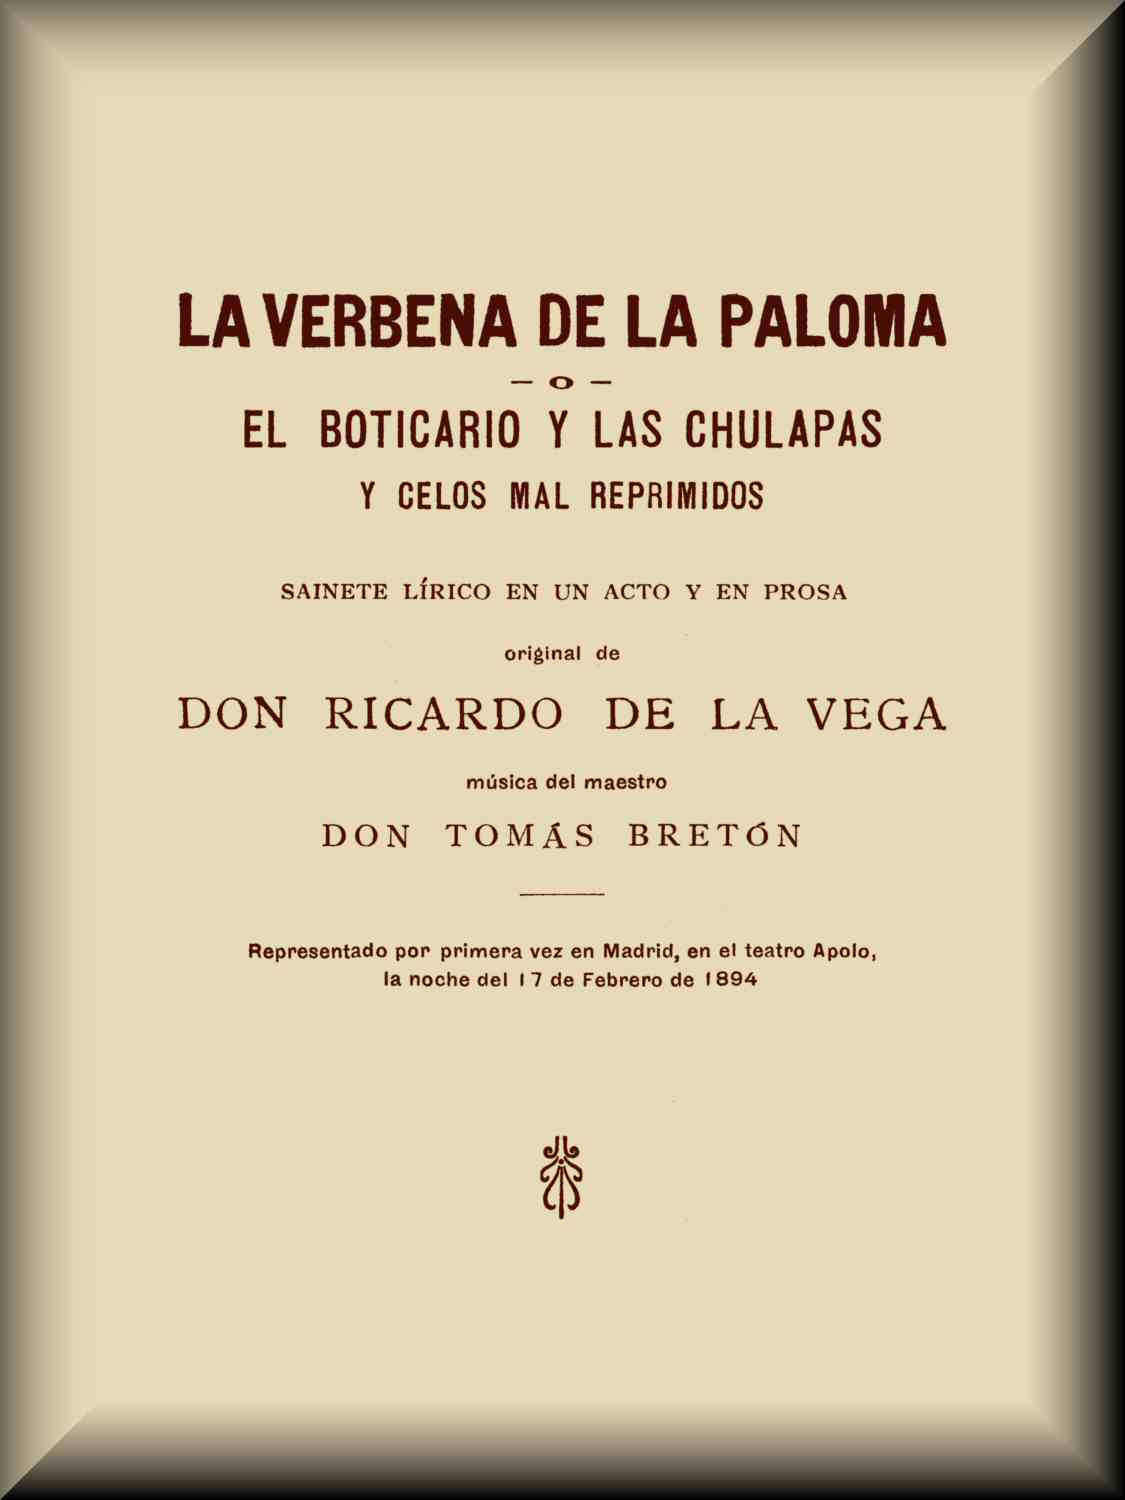 LA VERBENA DE LA PALOMA
— O —
EL BOTICARIO Y LAS CHULAPAS
Y CELOS MAL REPRIMIDOS
SAINETE LÍRICO EN UN ACTO Y EN PROSA
original de
DON RICARDO DE LA VEGA
música del maestro
DON TOMÁS BRETÓN
Representado por primera vez en Madrid, en el teatro Apolo,
la noche del 17 de Febrero de 1894